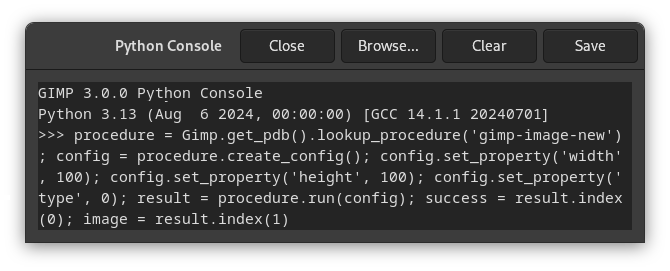 Python Console Close Browse... Clear Save
GIMP 3.0.0 Python Console
Python 3.13 (Aug  6 2024, 00:00:00) [GCC 14.1.1 20240701]
>>> procedure = Gimp.get_pdb().lookup_procedure('gimp-image-new')
; config = procedure.create_config(); config.set_property('width'
, 100); config.set_property('height', 100); config.set_property('
type', 0); result = procedure.run(config); success = result.index
(0); image = result.index(1)